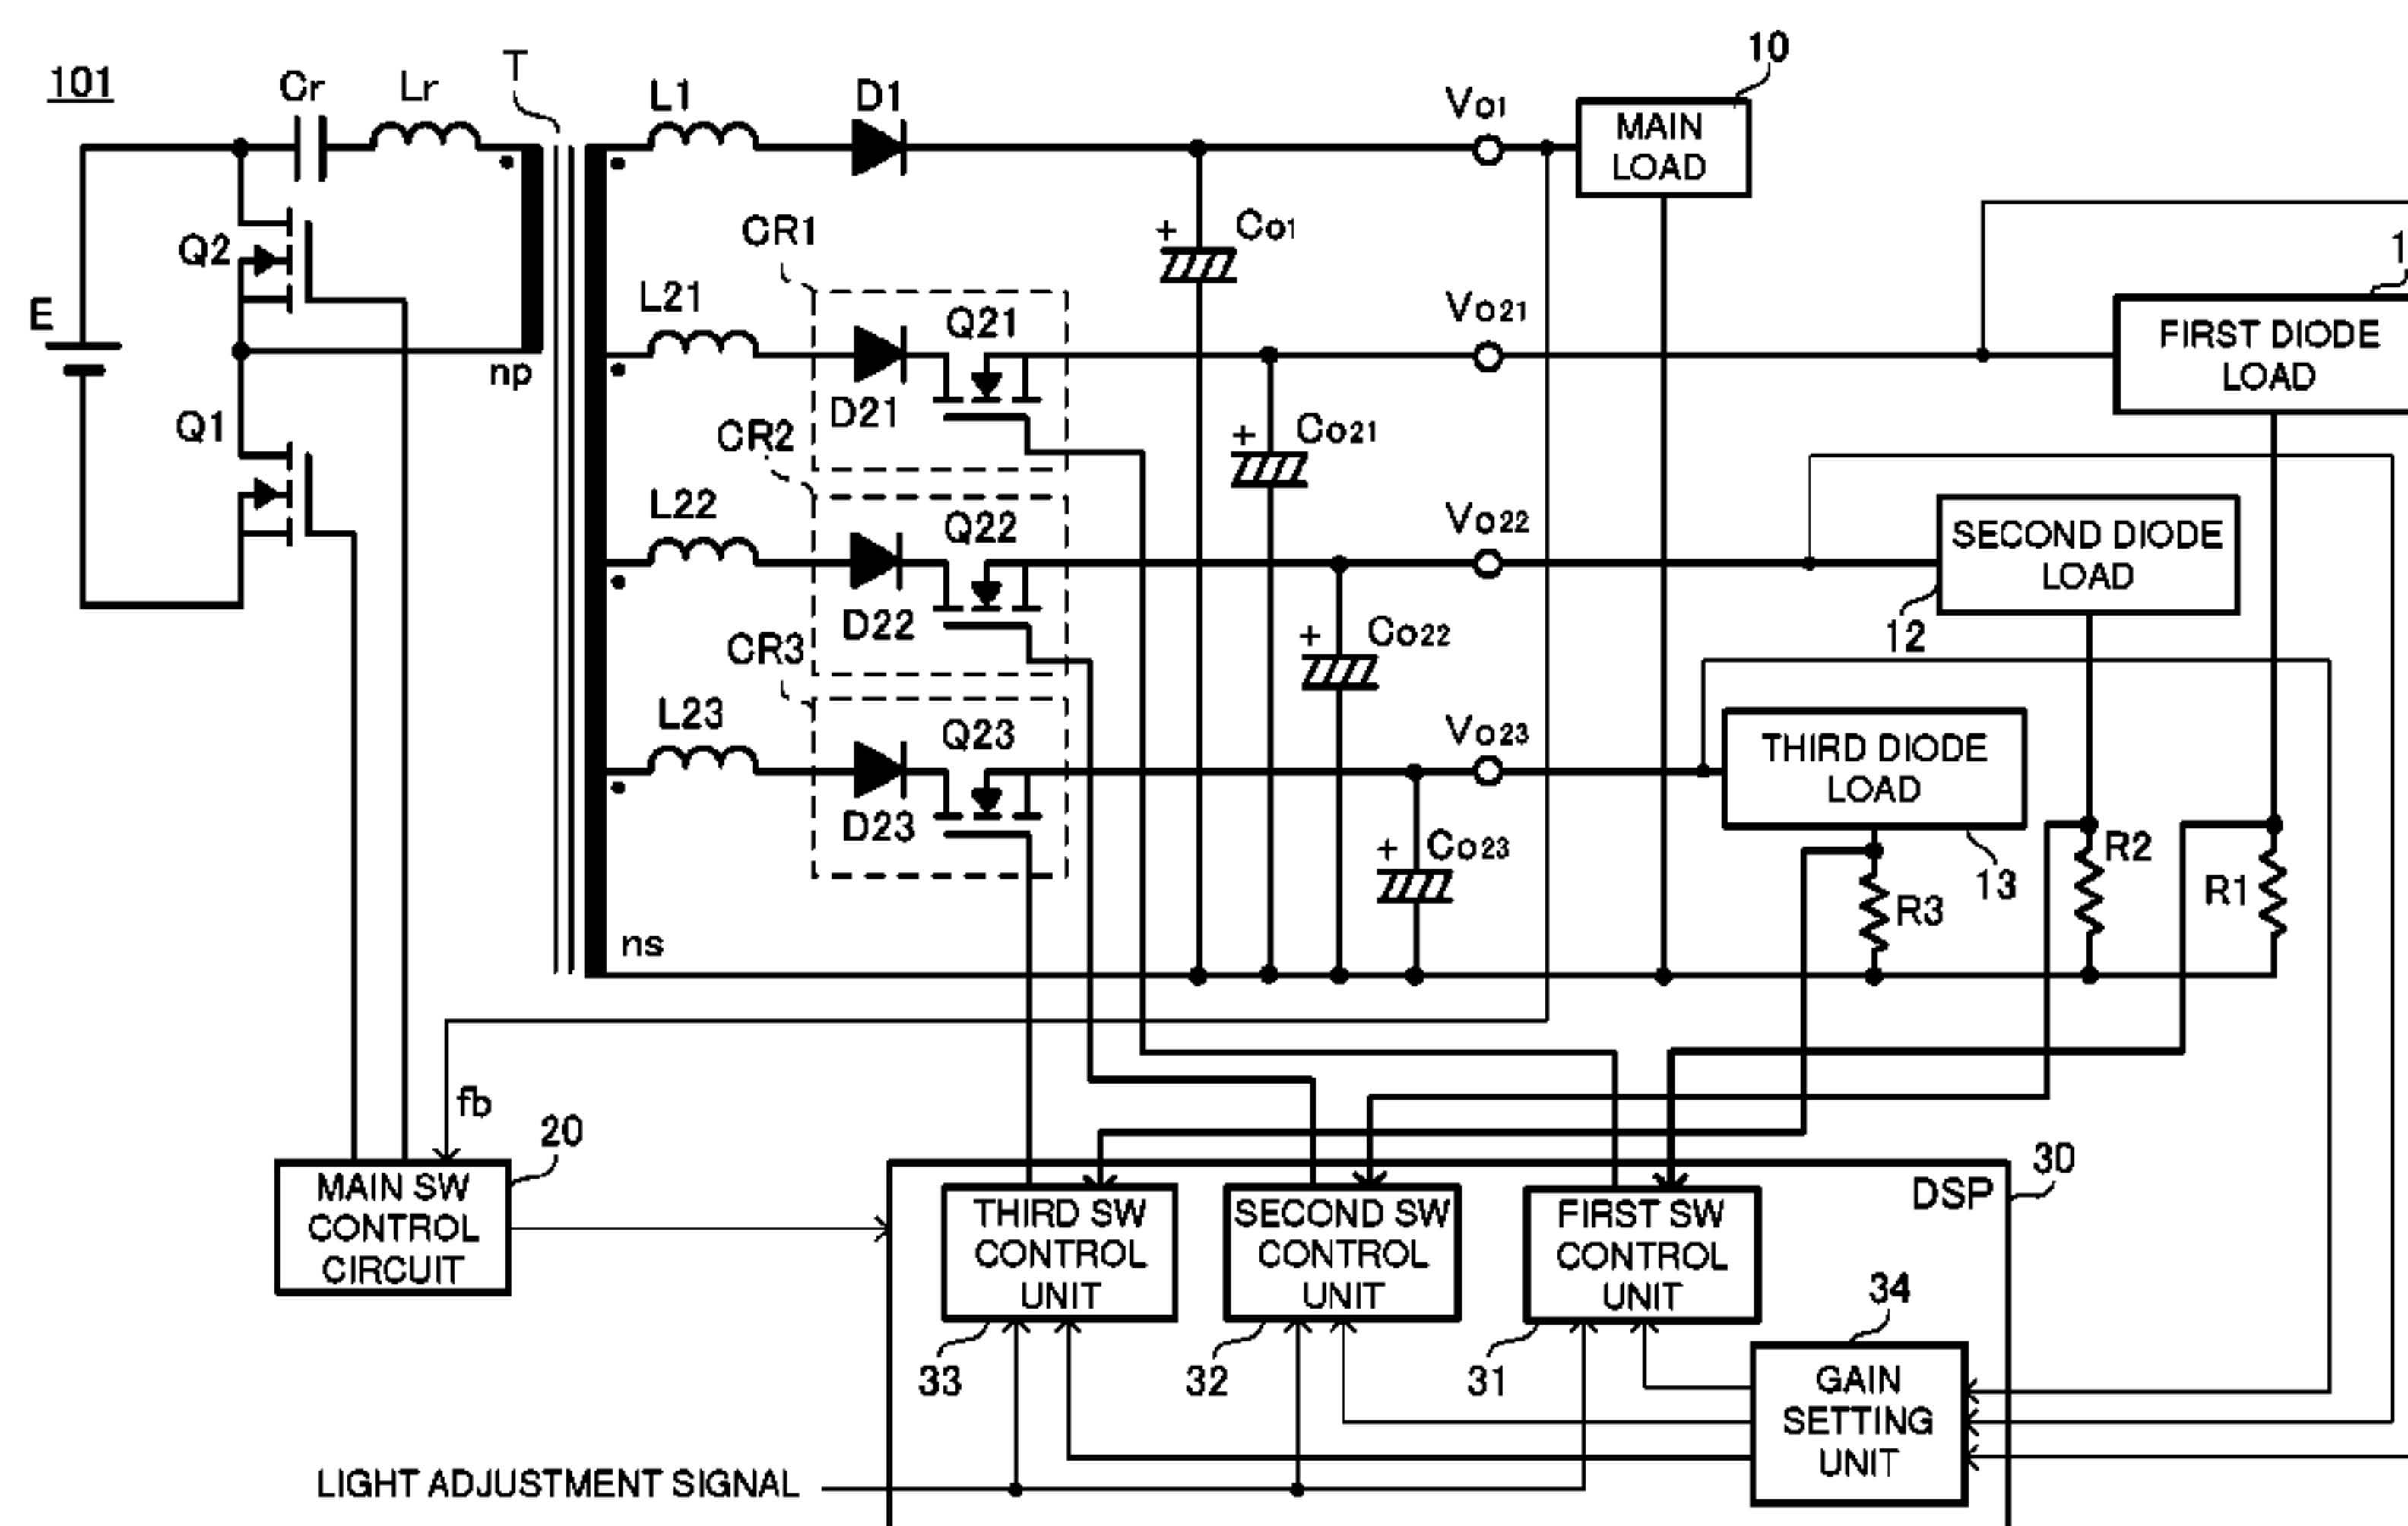 101
Cr
Lr
T
L1
D1
Vo1
10
MAIN
LOAD
E
Q2
Q1
np
CR1
+
Co1
L21
Q21
D21
Vo21
FIRST DIODE
LOAD
CR2
+
Co21
L22
Q22
D22
Vo22
SECOND DIODE
LOAD
12
CR3
+
Co22
L23
Q23
D23
Vo23
THIRD DIODE
LOAD
13
+
Co23
R3
R2
R1
ns
fb
20
MAIN SW
CONTROL
CIRCUIT
30
DSP
THIRD SW
CONTROL
UNIT
33
SECOND SW
CONTROL
UNIT
32
FIRST SW
CONTROL
UNIT
31
34
GAIN
SETTING
UNIT
LIGHT ADJUSTMENT SIGNAL